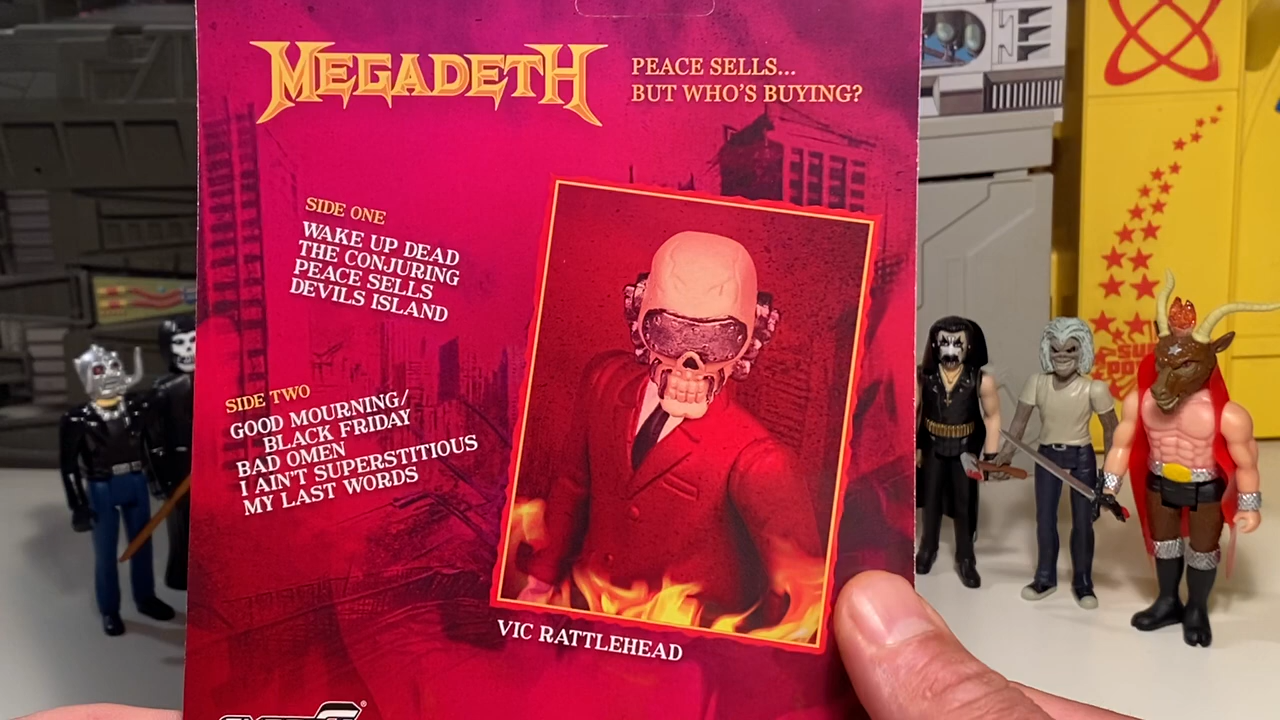 MEGADETH
PEACE SELLS...
BUT WHO'S BUYING?
SIDE ONE
WAKE UP DEAD
THE CONJURING
PEACE SELLS
DEVILS ISLAND
SIDE TWO
GOOD MOURNING/
BLACK FRIDAY
BAD OMEN
I AIN'T SUPERSTITIOUS
MY LAST WORDS
VIC RATTLEHEAD